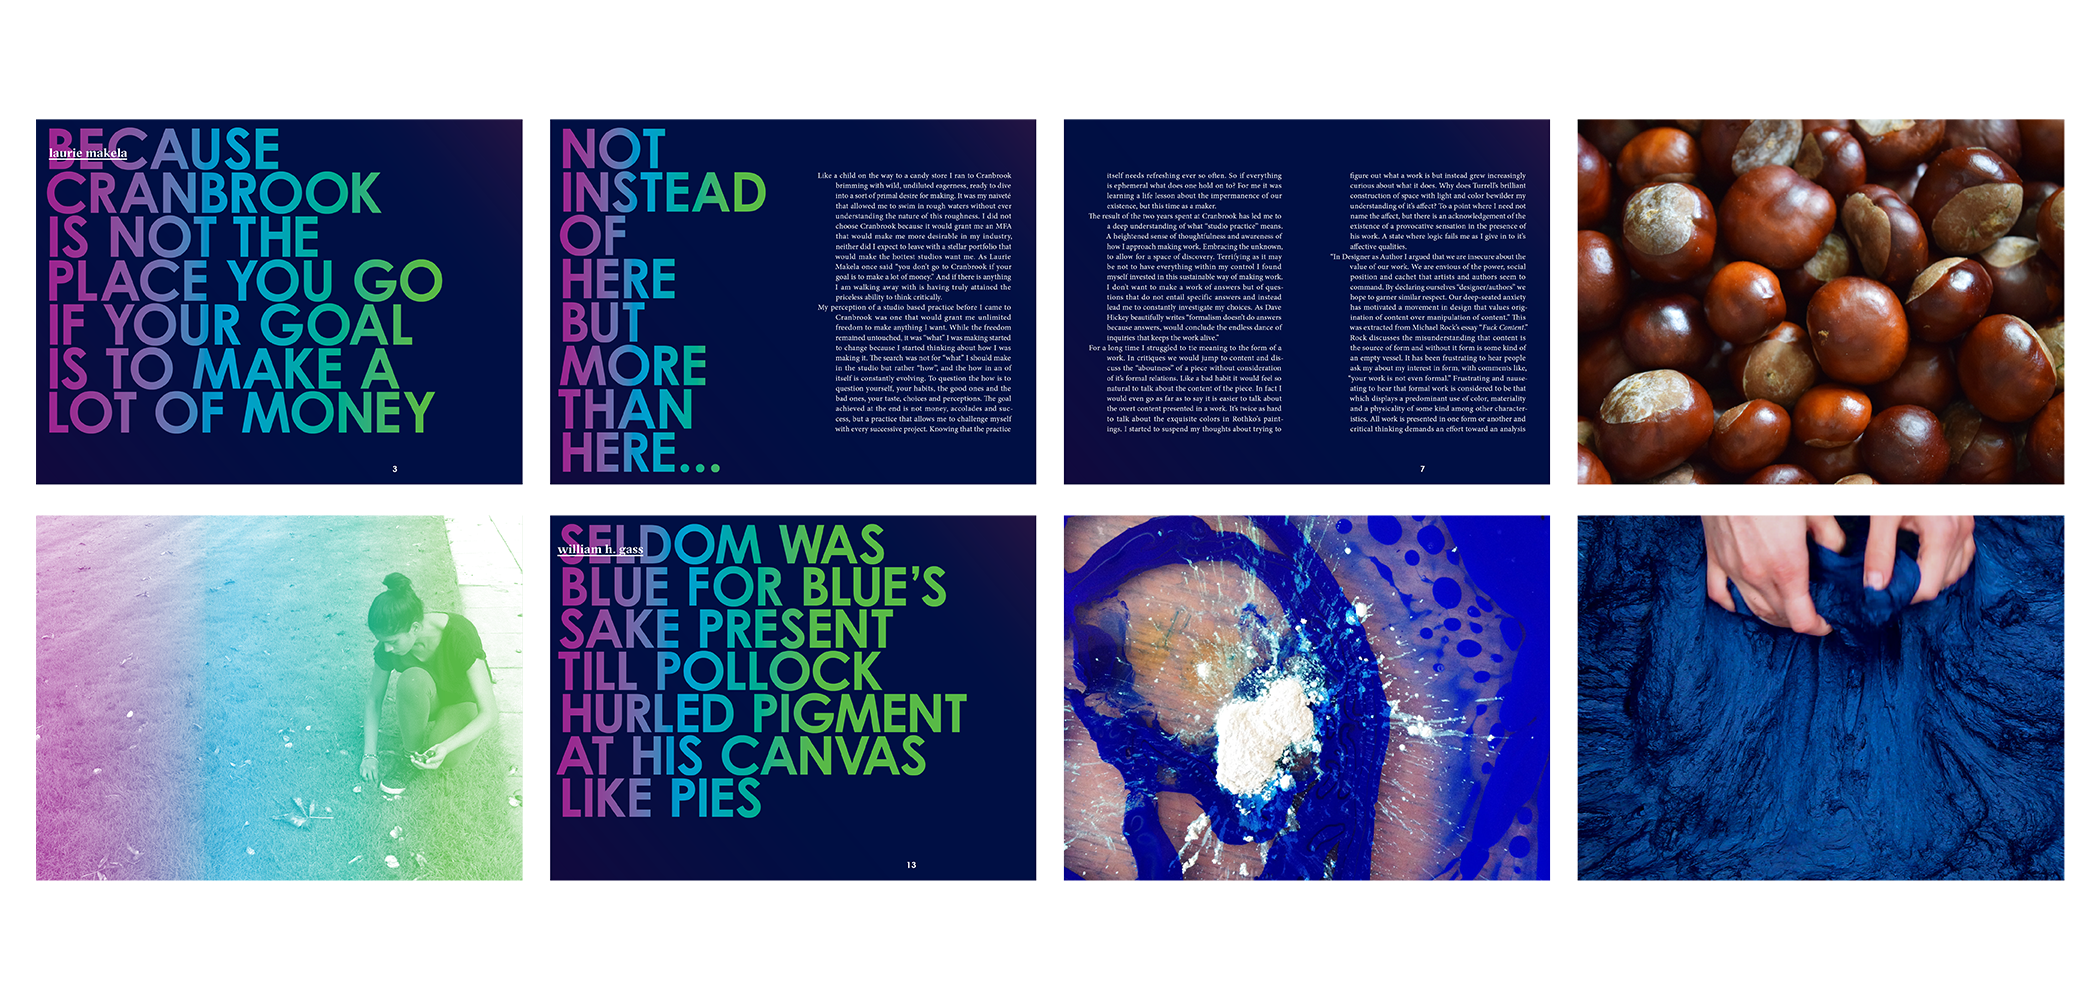 BECAUSE
laurie makela
CRANBROOK
IS NOT THE
PLACE YOU GO
IF YOUR GOAL
IS TO MAKE A
LOT OF MONEY
3
NOT
INSTEAD
OF
HERE
BUT
MORE
THAN
HERE...
Like a child on the way to a candy store I ran to Cranbrook
brimming with wild, undiluted eagerness, ready to dive
into a sort of primal desire for making. It was my naiveté
that allowed me to swim in rough waters without ever
understanding the nature of this roughness. I did not
choose Cranbrook because it would grant me an MFA
that would make me more desirable in my industry,
neither did I expect to leave with a stellar portfolio that
would make the hottest studios want me. As Laurie
Makela once said "you don't go to Cranbrook if your
goal is to make a lot of money." And if there is anything
I am walking away with is having truly attained the
priceless ability to think critically.
My perception of a studio based practice before I came to
Cranbrook was one that would grant me unlimited
freedom to make anything I want. While the freedom
remained untouched, it was "what" I was making started
to change because I started thinking about how I was
making it. The search was not for "what" I should make
in the studio but rather "how", and the how in an of
itself is constantly evolving. To question the how is to
question yourself, your habits, the good ones and the
bad ones, your taste, choices and perceptions. The goal
achieved at the end is not money, accolades and suc-
cess, but a practice that allows me to challenge myself
with every successive project. Knowing that the practice
itself needs refreshing ever so often. So if everything
is ephemeral what does one hold on to? For me it was
learning a life lesson about the impermanence of our
existence, but this time as a maker.
The result of the two years spent at Cranbrook has led me to
a deep understanding of what "studio practice" means.
A heightened sense of thoughtfulness and awareness of
how I approach making work. Embracing the unknown,
to allow for a space of discovery. Terrifying as it may
be not to have everything within my control I found
myself invested in this sustainable way of making work.
I don't want to make a work of answers but of ques-
tions that do not entail specific answers and instead
lead me to constantly investigate my choices. As Dave
Hickey beautifully writes "formalism doesn't do answers
because answers, would conclude the endless dance of
inquiries that keeps the work alive."
For a long time I struggled to tie meaning to the form of a
work. In critiques we would jump to content and dis-
cuss the "aboutness" of a piece without consideration
of it's formal relations. Like a bad habit it would feel so
natural to talk about the content of the piece. In fact I
would even go as far as to say it is easier to talk about
the overt content presented in a work. It's twice as hard
to talk about the exquisite colors in Rothko's paint-
ings. I started to suspend my thoughts about trying to
figure out what a work is but instead grew increasingly
curious about what it does. Why does Turrell's brilliant
construction of space with light and color bewilder my
understanding of it's affect? To a point where I need not
name the affect, but there is an acknowledgement of the
existence of a provocative sensation in the presence of
his work. A state where logic fails me as I give in to it's
affective qualities.
"In Designer as Author I argued that we are insecure about the
value of our work. We are envious of the power, social
position and cachet that artists and authors seem to
command. By declaring ourselves "designer/authors" we
hope to garner similar respect. Our deep-seated anxiety
has motivated a movement in design that values orig-
ination of content over manipulation of content." This
was extracted from Michael Rock's essay "Fuck Content."
Rock discusses the misunderstanding that content is
the source of form and without it form is some kind of
an empty vessel. It has been frustrating to hear people
ask my about my interest in form, with comments like,
"your work is not even formal." Frustrating and nause-
ating to hear that formal work is considered to be that
which displays a predominant use of color, materiality
and a physicality of some kind among other character-
istics. All work is presented in one form or another and
critical thinking demands an effort toward an analysis
7
SELDOM WAS
william h. gass
BLUE FOR BLUE'S
SAKE PRESENT
TILL POLLOCK
HURLED PIGMENT
AT HIS CANVAS
LIKE PIES
13